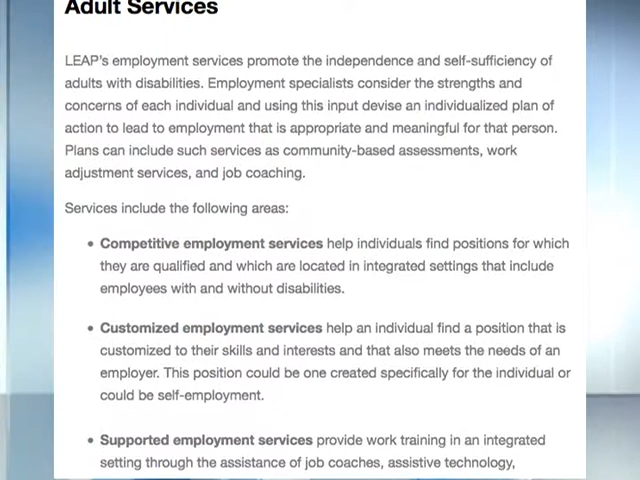 Adult Services
LEAP's employment services promote the independence and self-sufficiency of
adults with disabilities. Employment specialists consider the strengths and
concerns of each individual and using this input devise an individualized plan of
action to lead to employment that is appropriate and meaningful for that person.
Plans can include such services as community-based assessments, work
adjustment services, and job coaching.
Services include the following areas:
• Competitive employment services help individuals find positions for which
they are qualified and which are located in integrated settings that include
employees with and without disabilities.
• Customized employment services help an individual find a position that is
customized to their skills and interests and that also meets the needs of an
employer. This position could be one created specifically for the individual or
could be self-employment.
• Supported employment services provide work training in an integrated
setting through the assistance of job coaches, assistive technology,